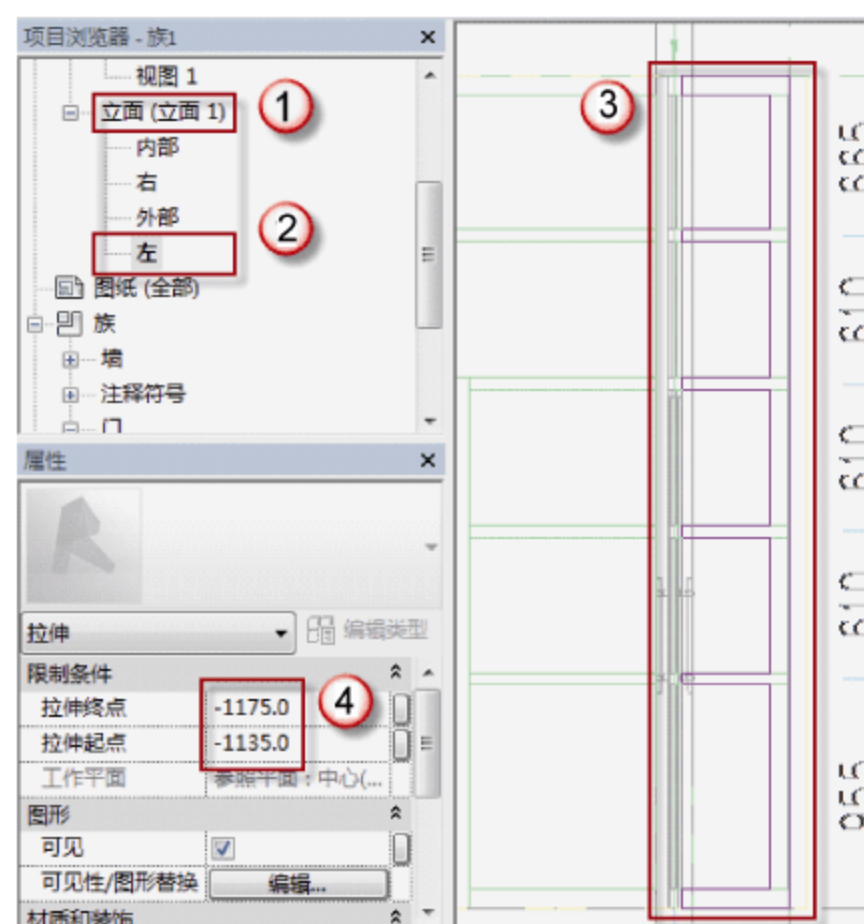 项目浏览器 - 族1
视图 1
立面 (立面 1)
1
内部
右
外部
2
左
图纸 (全部)
族
墙
注释符号
门
3
属性
拉伸
编辑类型
限制条件
拉伸终点 -1175.0
拉伸起点 -1135.0
4
工作平面 参照平面 : 中心(...
图形
可见
可见性/图形替换 编辑...
材质和装饰